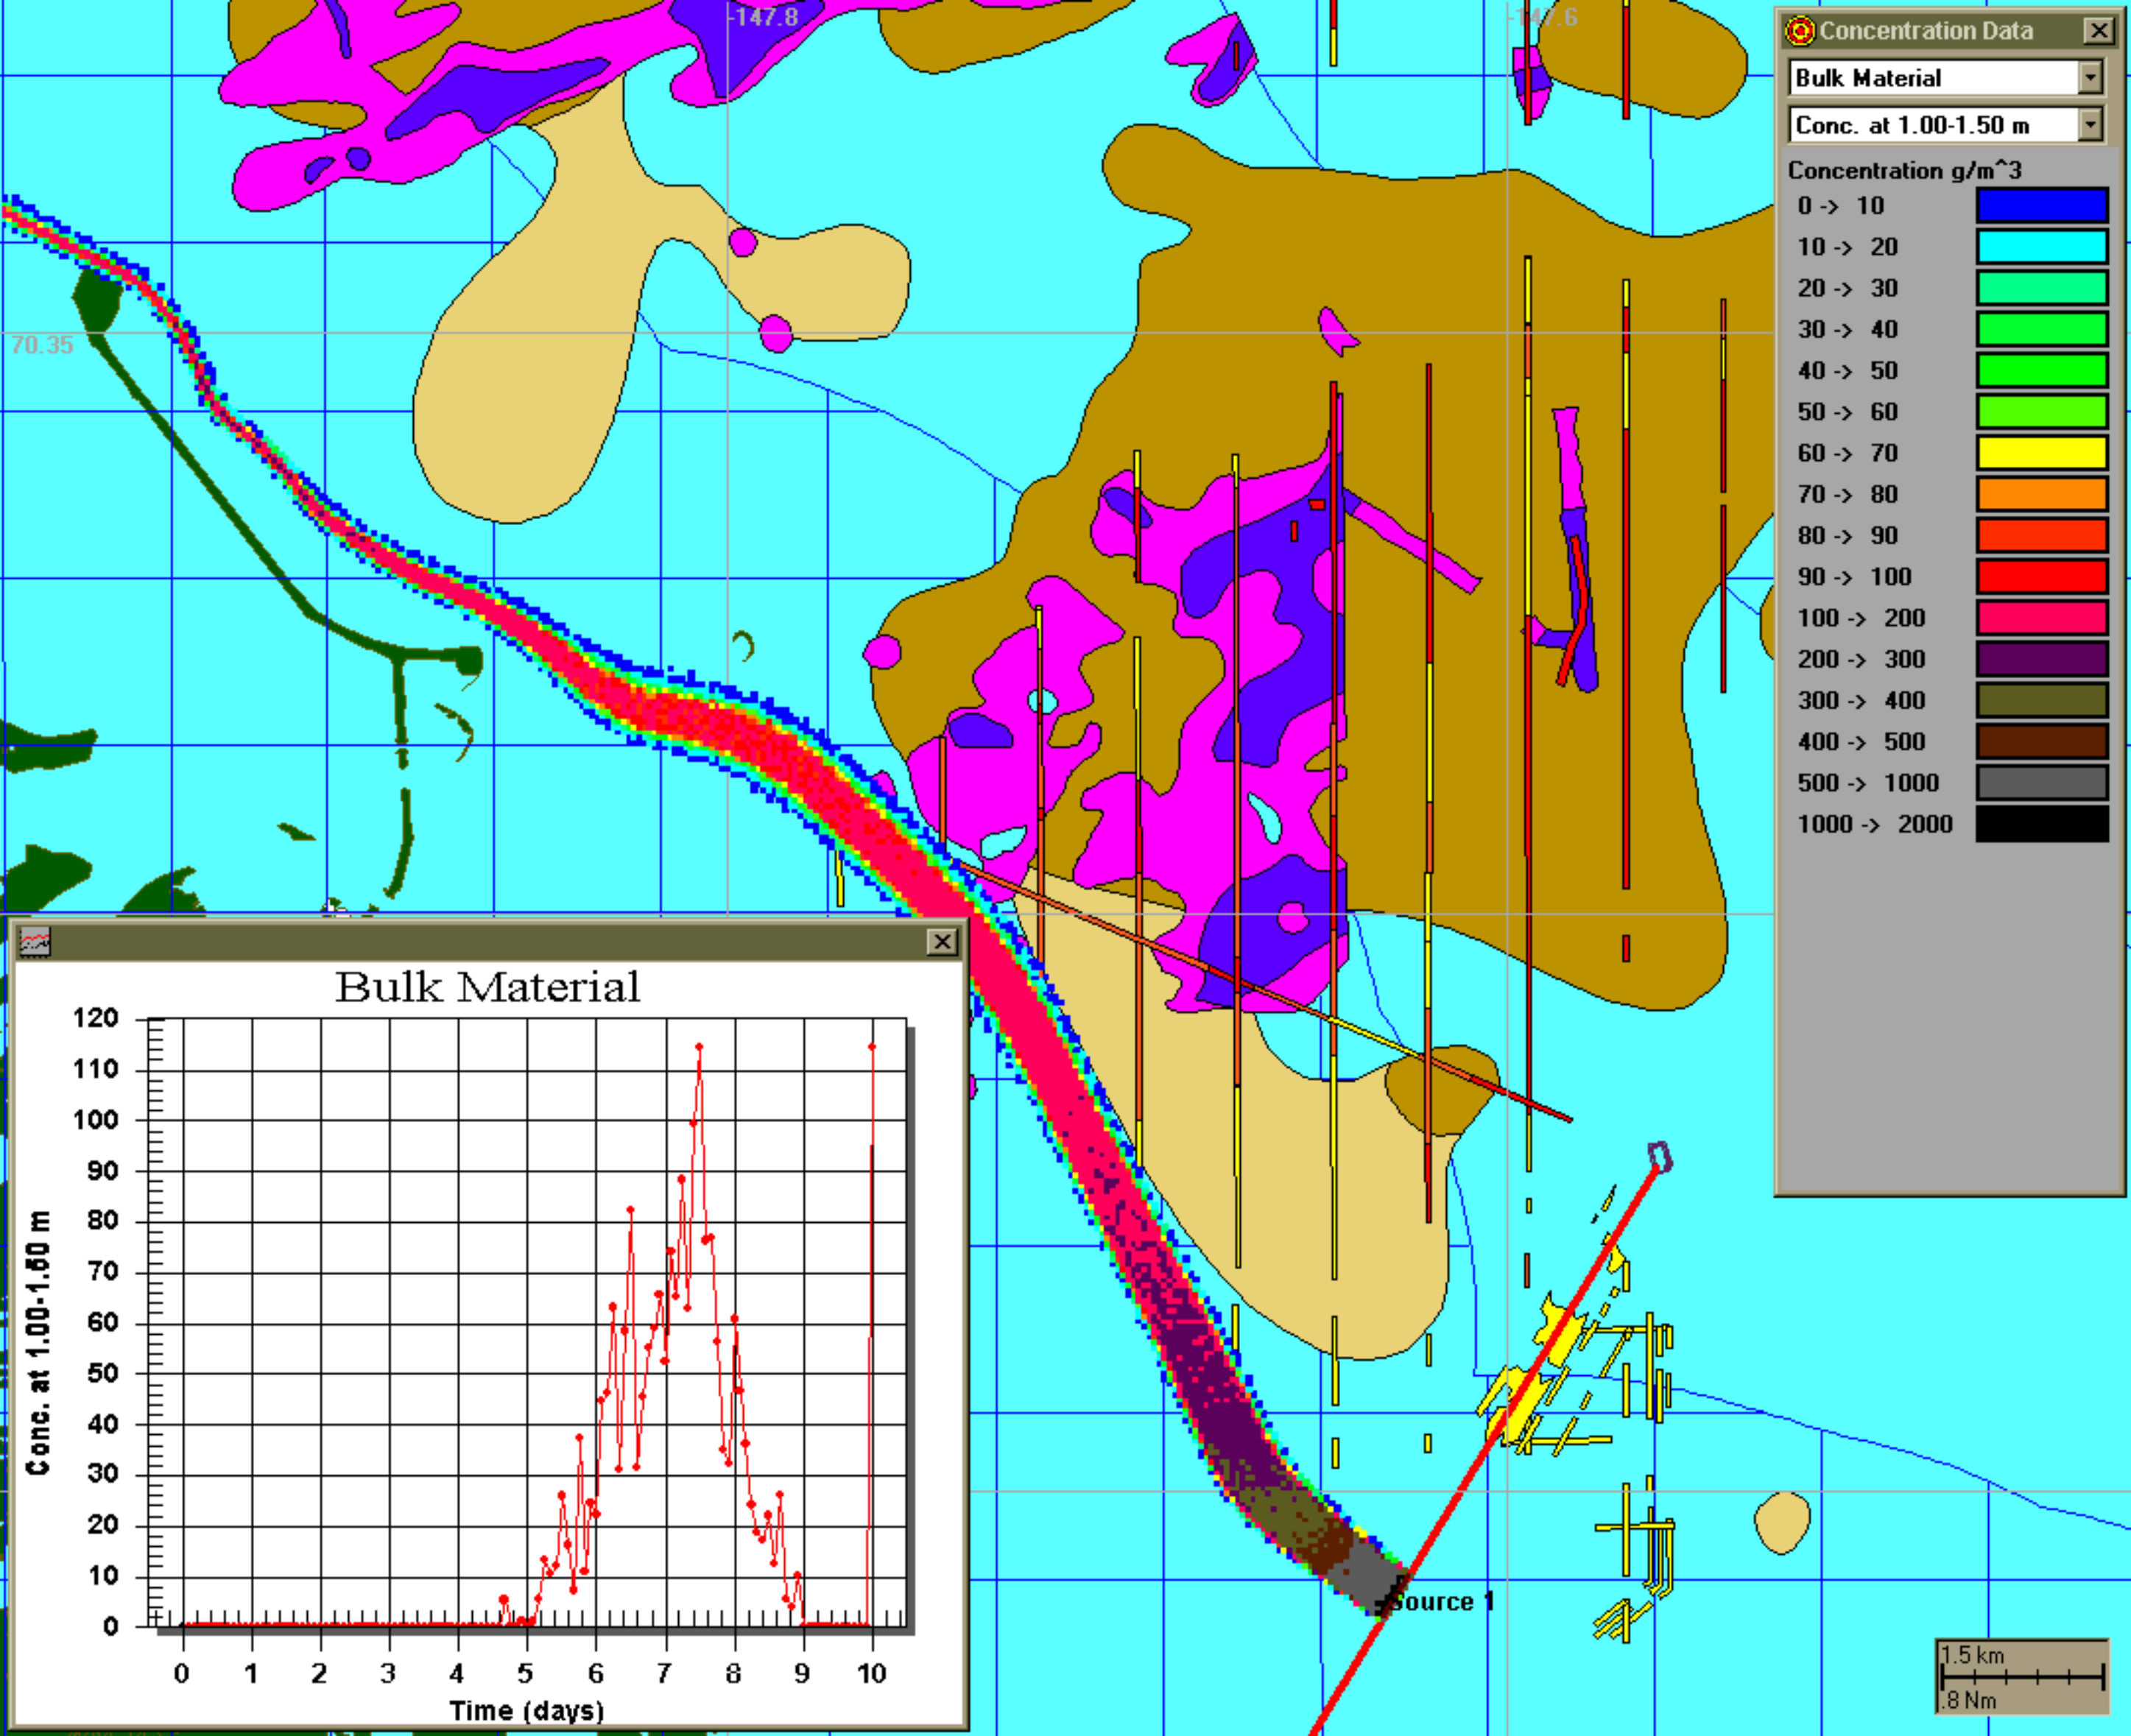 -147.8
-147.6
70.35
Concentration Data
Bulk Material
Conc. at 1.00-1.50 m
Concentration g/m^3
0 -> 10
10 -> 20
20 -> 30
30 -> 40
40 -> 50
50 -> 60
60 -> 70
70 -> 80
80 -> 90
90 -> 100
100 -> 200
200 -> 300
300 -> 400
400 -> 500
500 -> 1000
1000 -> 2000
Bulk Material
Conc. at 1.00-1.50 m
120
110
100
90
80
70
60
50
40
30
20
10
0
0 1 2 3 4 5 6 7 8 9 10
Time (days)
Source 1
1.5 km
.8 Nm